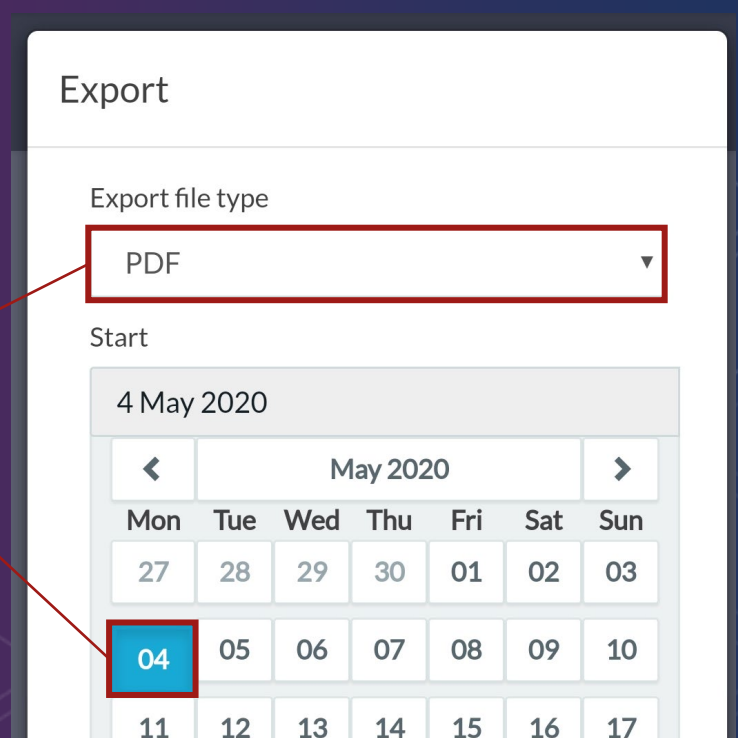 Export
Export file type
PDF
Start
4 May 2020
May 2020
Mon Tue Wed Thu Fri Sat Sun
27 28 29 30 01 02 03
04 05 06 07 08 09 10
11 12 13 14 15 16 17